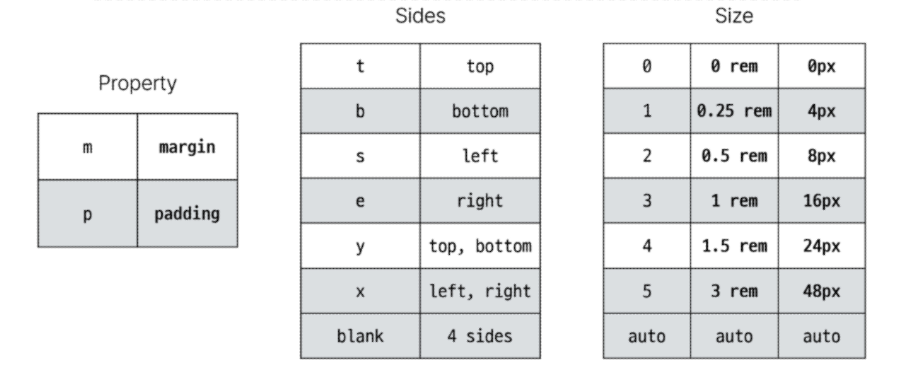 Property
m margin
p padding
Sides
t top
b bottom
s left
e right
y top, bottom
x left, right
blank 4 sides
Size
0 0 rem 0px
1 0.25 rem 4px
2 0.5 rem 8px
3 1 rem 16px
4 1.5 rem 24px
5 3 rem 48px
auto auto auto